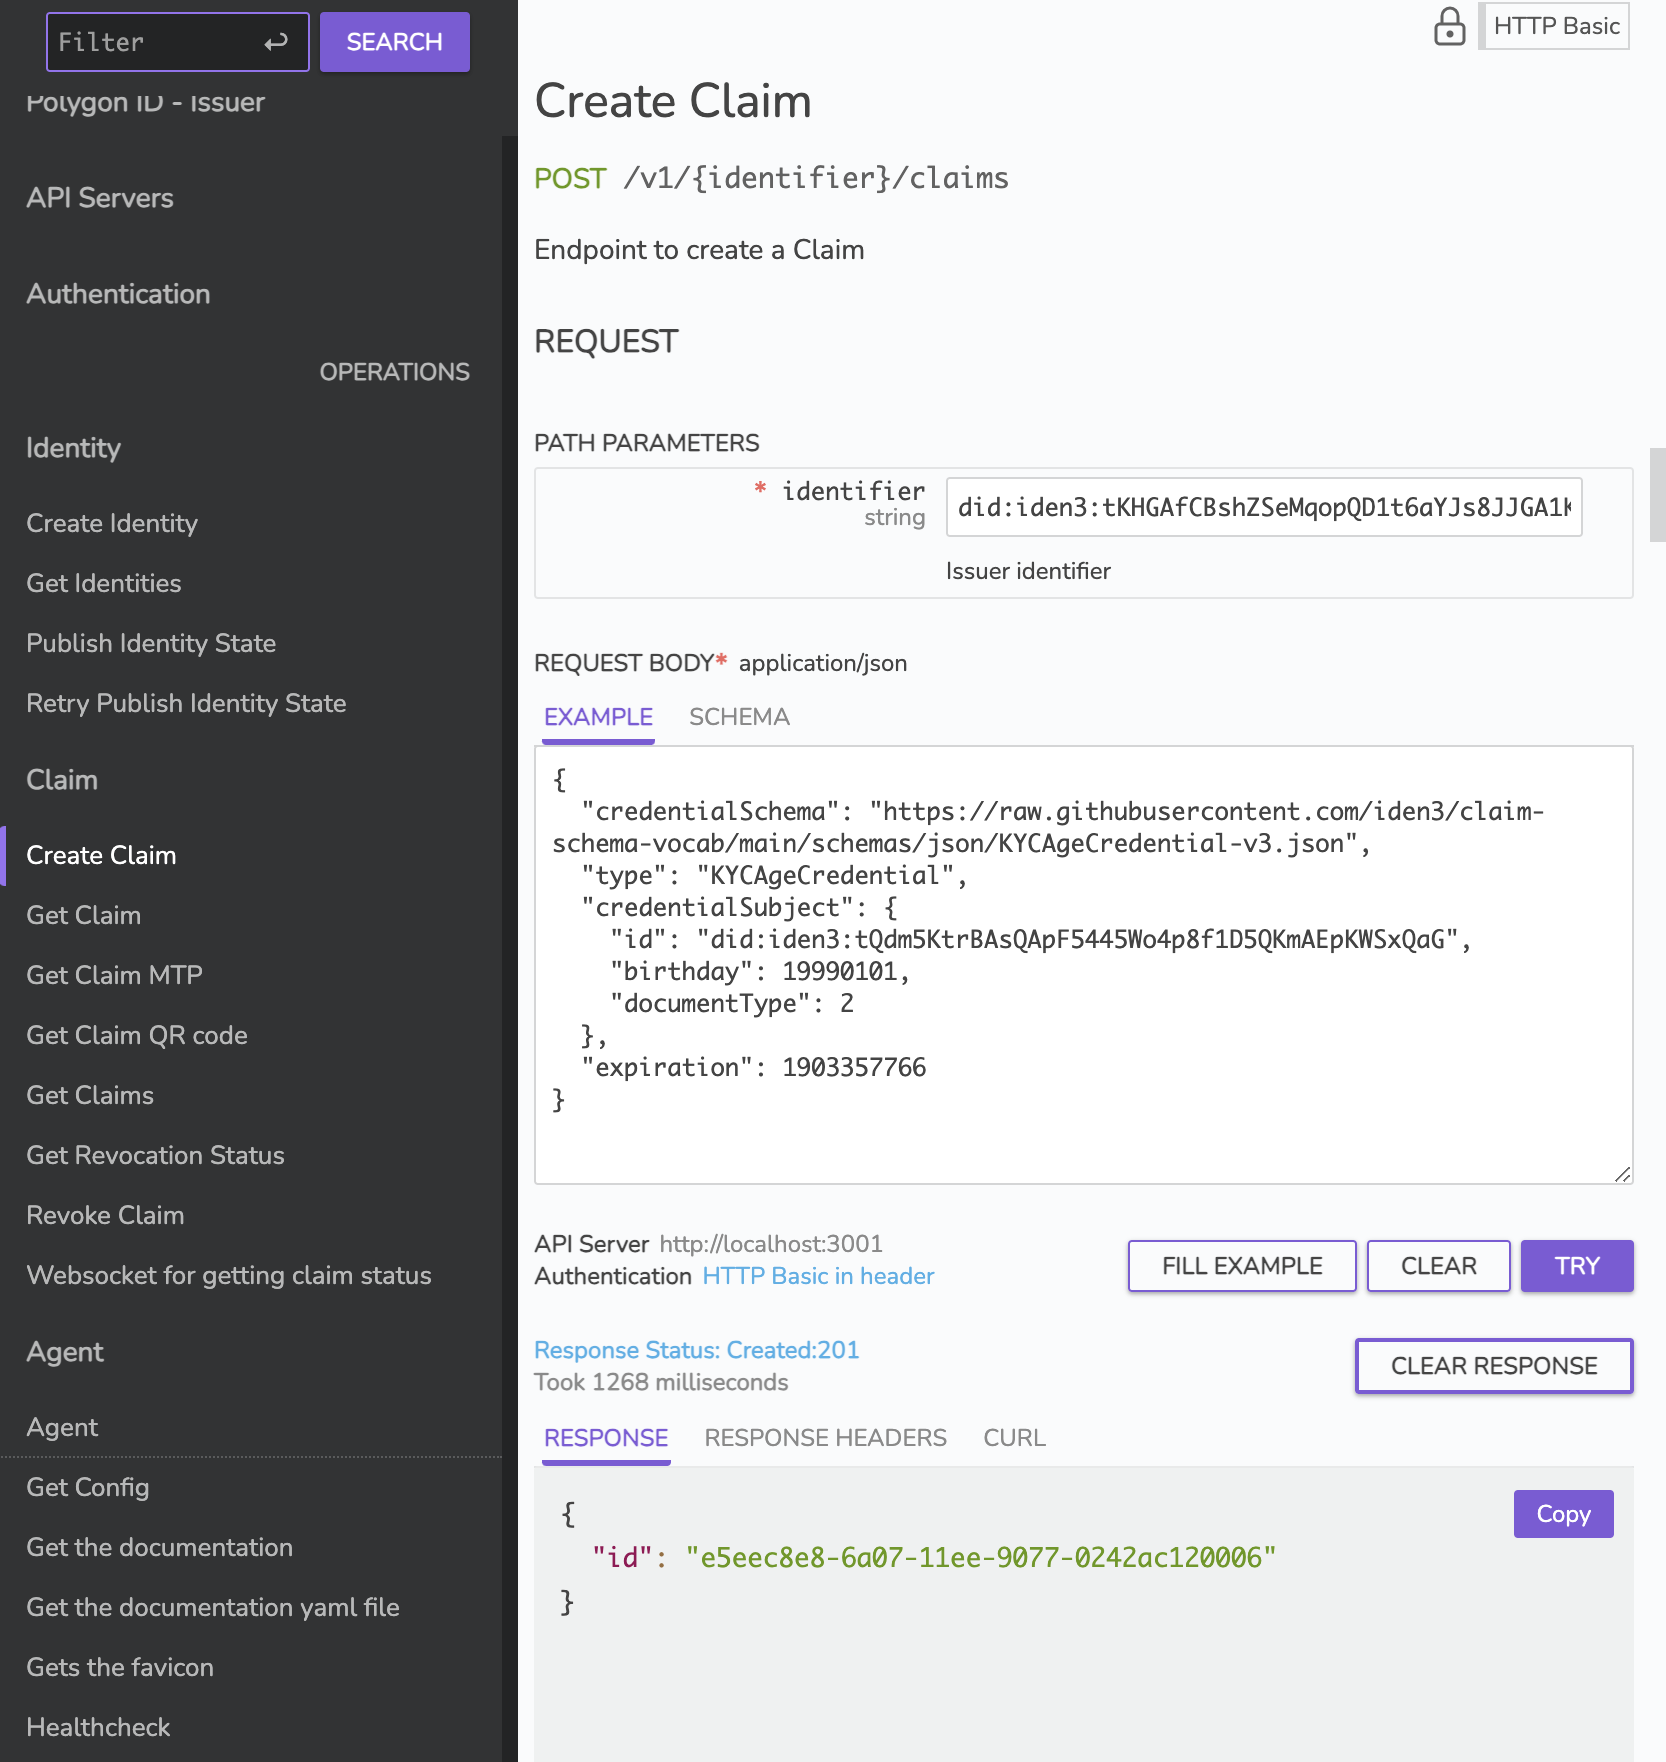 Filter
SEARCH
Polygon ID - Issuer
API Servers
Authentication
OPERATIONS
Identity
Create Identity
Get Identities
Publish Identity State
Retry Publish Identity State
Claim
Create Claim
Get Claim
Get Claim MTP
Get Claim QR code
Get Claims
Get Revocation Status
Revoke Claim
Websocket for getting claim status
Agent
Agent
Get Config
Get the documentation
Get the documentation yaml file
Gets the favicon
Healthcheck
HTTP Basic
Create Claim
POST /v1/{identifier}/claims
Endpoint to create a Claim
REQUEST
PATH PARAMETERS
* identifier
string
did:iden3:tKHGAfCBshZSeMqopQD1t6aYJs8JJGA1K
Issuer identifier
REQUEST BODY* application/json
EXAMPLE SCHEMA
{
"credentialSchema": "https://raw.githubusercontent.com/iden3/claim-
schema-vocab/main/schemas/json/KYCAgeCredential-v3.json",
"type": "KYCAgeCredential",
"credentialSubject": {
"id": "did:iden3:tQdm5KtrBAsQApF5445Wo4p8f1D5QKmAEpKWSxQaG",
"birthday": 19990101,
"documentType": 2
},
"expiration": 1903357766
}
API Server http://localhost:3001
Authentication HTTP Basic in header
FILL EXAMPLE CLEAR TRY
Response Status: Created:201
Took 1268 milliseconds
CLEAR RESPONSE
RESPONSE RESPONSE HEADERS CURL
Copy
{
"id": "e5eec8e8-6a07-11ee-9077-0242ac120006"
}